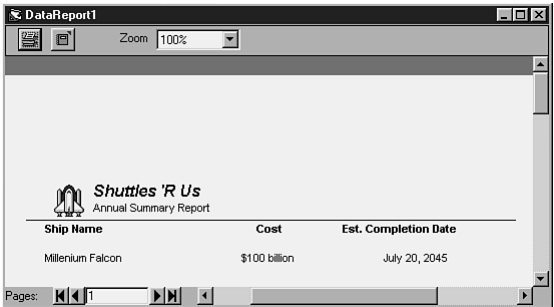 DataReport1
Zoom 100%
Shuttles 'R Us
Annual Summary Report
Ship Name Cost Est. Completion Date
Millenium Falcon $100 billion July 20, 2045
Pages: 1